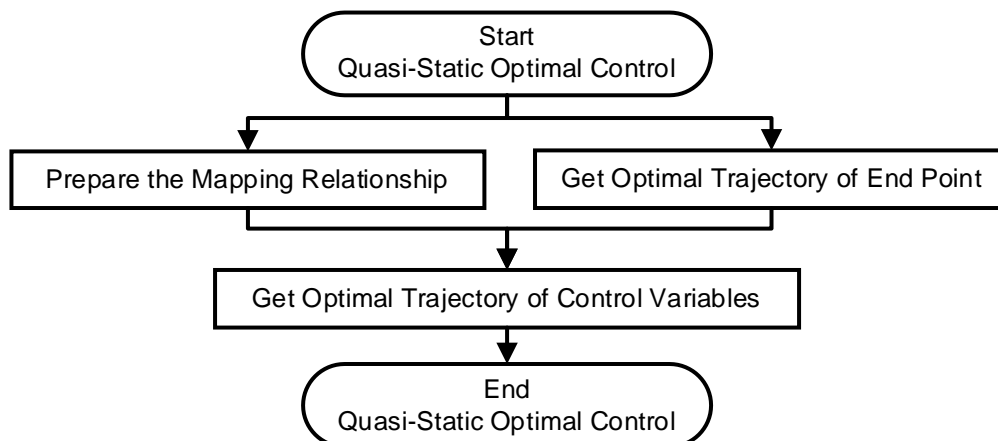 Start
Quasi-Static Optimal Control
Prepare the Mapping Relationship
Get Optimal Trajectory of End Point
Get Optimal Trajectory of Control Variables
End
Quasi-Static Optimal Control